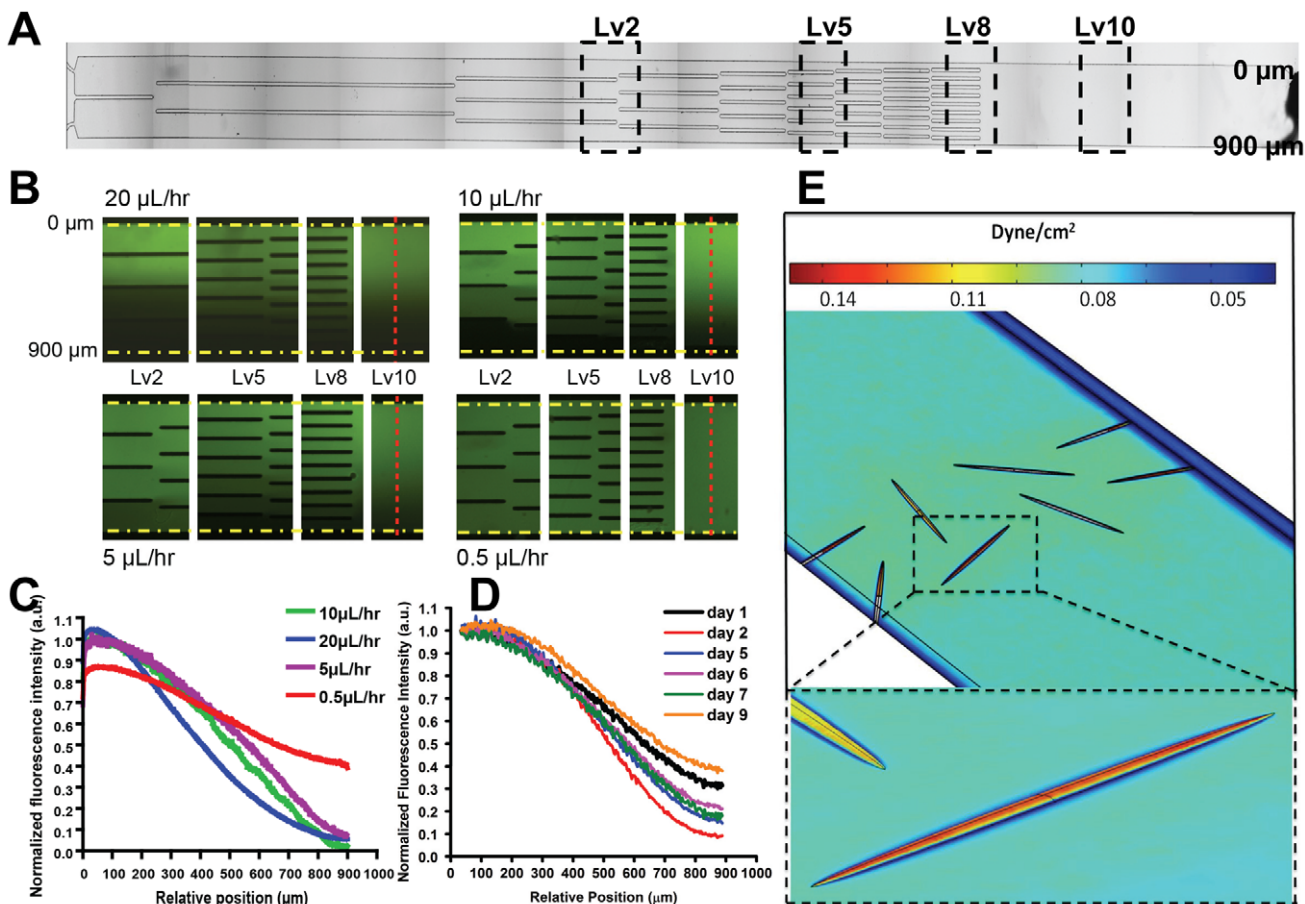 A
Lv2
Lv5
Lv8
Lv10
0 µm
900 µm
B
20 µL/hr
10 µL/hr
0 µm
900 µm
Lv2
Lv5
Lv8
Lv10
Lv2
Lv5
Lv8
Lv10
5 µL/hr
0.5 µL/hr
C
Normalized fluorescence intensity (a.u.)
1.1
1.0
0.9
0.8
0.7
0.6
0.5
0.4
0.3
0.2
0.1
0.0
0 100 200 300 400 500 600 700 800 900 1000
Relative position (µm)
10µL/hr
20µL/hr
5µL/hr
0.5µL/hr
D
Normalized Fluorescence Intensity (a.u.)
1.1
1.0
0.9
0.8
0.7
0.6
0.5
0.4
0.3
0.2
0.1
0.0
0 100 200 300 400 500 600 700 800 900 1000
Relative Position (µm)
day 1
day 2
day 5
day 6
day 7
day 9
E
Dyne/cm²
0.14 0.11 0.08 0.05